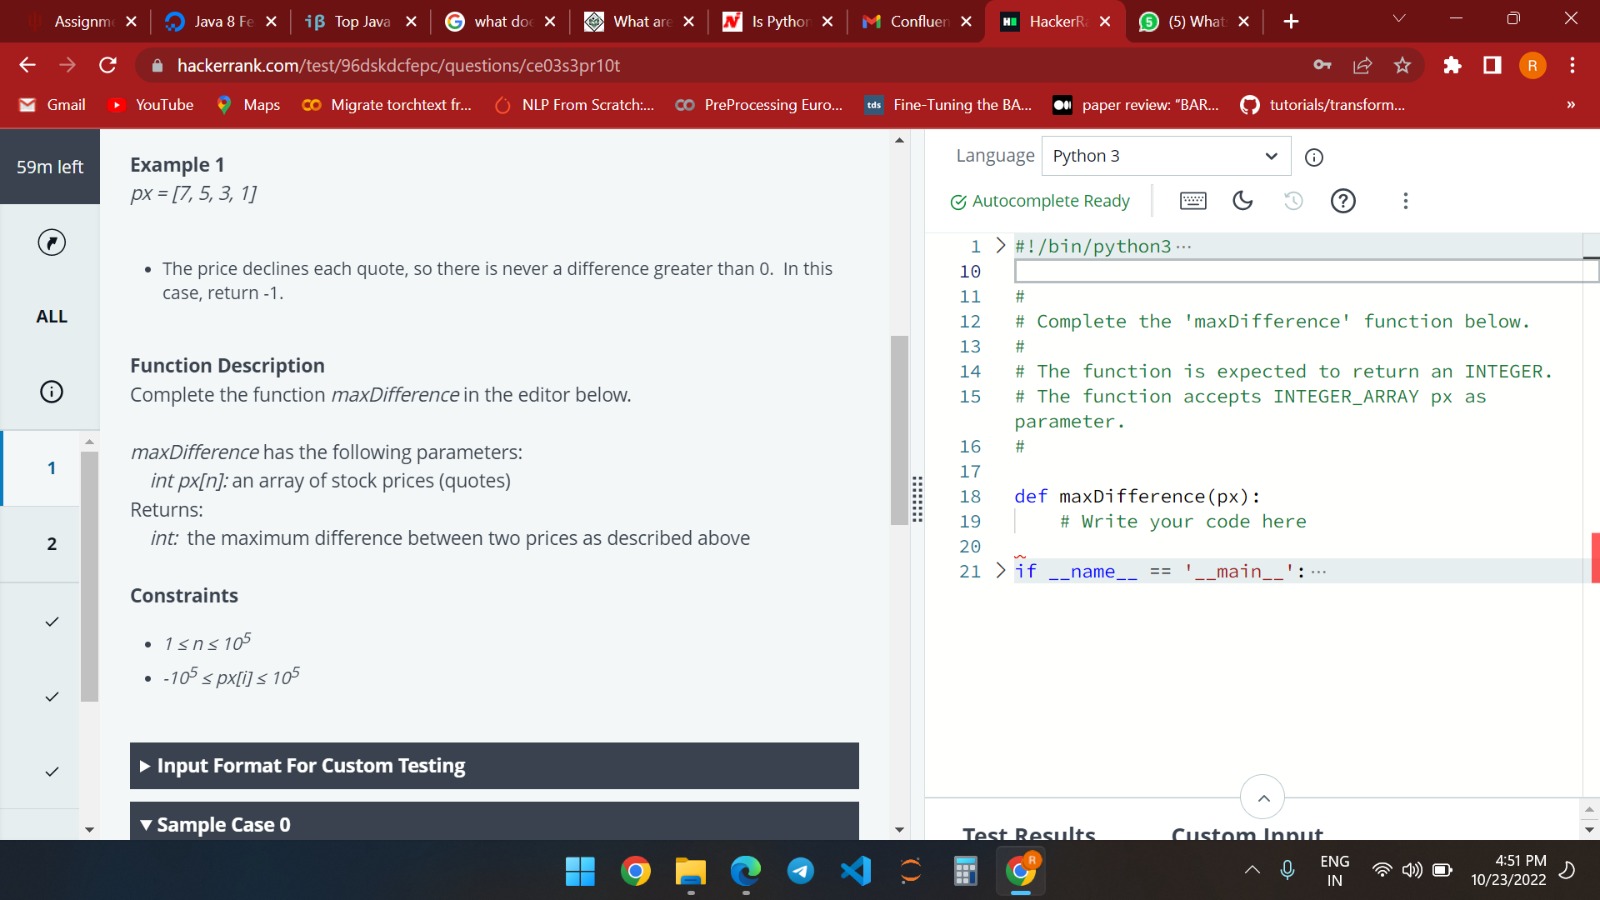 Assignm
Java 8 Fe
Top Java
what doe
What are
Is Python
Confluen
HackerRa
(5) What
hackerrank.com/test/96dskdcfepc/questions/ce03s3pr10t
R
Gmail
YouTube
Maps
Migrate torchtext fr...
NLP From Scratch:...
PreProcessing Euro...
tds
Fine-Tuning the BA...
paper review: "BAR...
tutorials/transform...
»
59m left
ALL
1
2
Example 1
px = [7, 5, 3, 1]
• The price declines each quote, so there is never a difference greater than 0. In this
case, return -1.
Function Description
Complete the function maxDifference in the editor below.
maxDifference has the following parameters:
int px[n]: an array of stock prices (quotes)
Returns:
int: the maximum difference between two prices as described above
Constraints
• 1 ≤ n ≤ 10^5
• -10^5 ≤ px[i] ≤ 10^5
Input Format For Custom Testing
Sample Case 0
Language
Python 3
Autocomplete Ready
1 #!/bin/python3 ...
10
11 #
12 # Complete the 'maxDifference' function below.
13 #
14 # The function is expected to return an INTEGER.
15 # The function accepts INTEGER_ARRAY px as
parameter.
16 #
17
18 def maxDifference(px):
19 # Write your code here
20
21 if __name__ == '__main__': ...
Test Results
Custom Input
ENG
IN
4:51 PM
10/23/2022